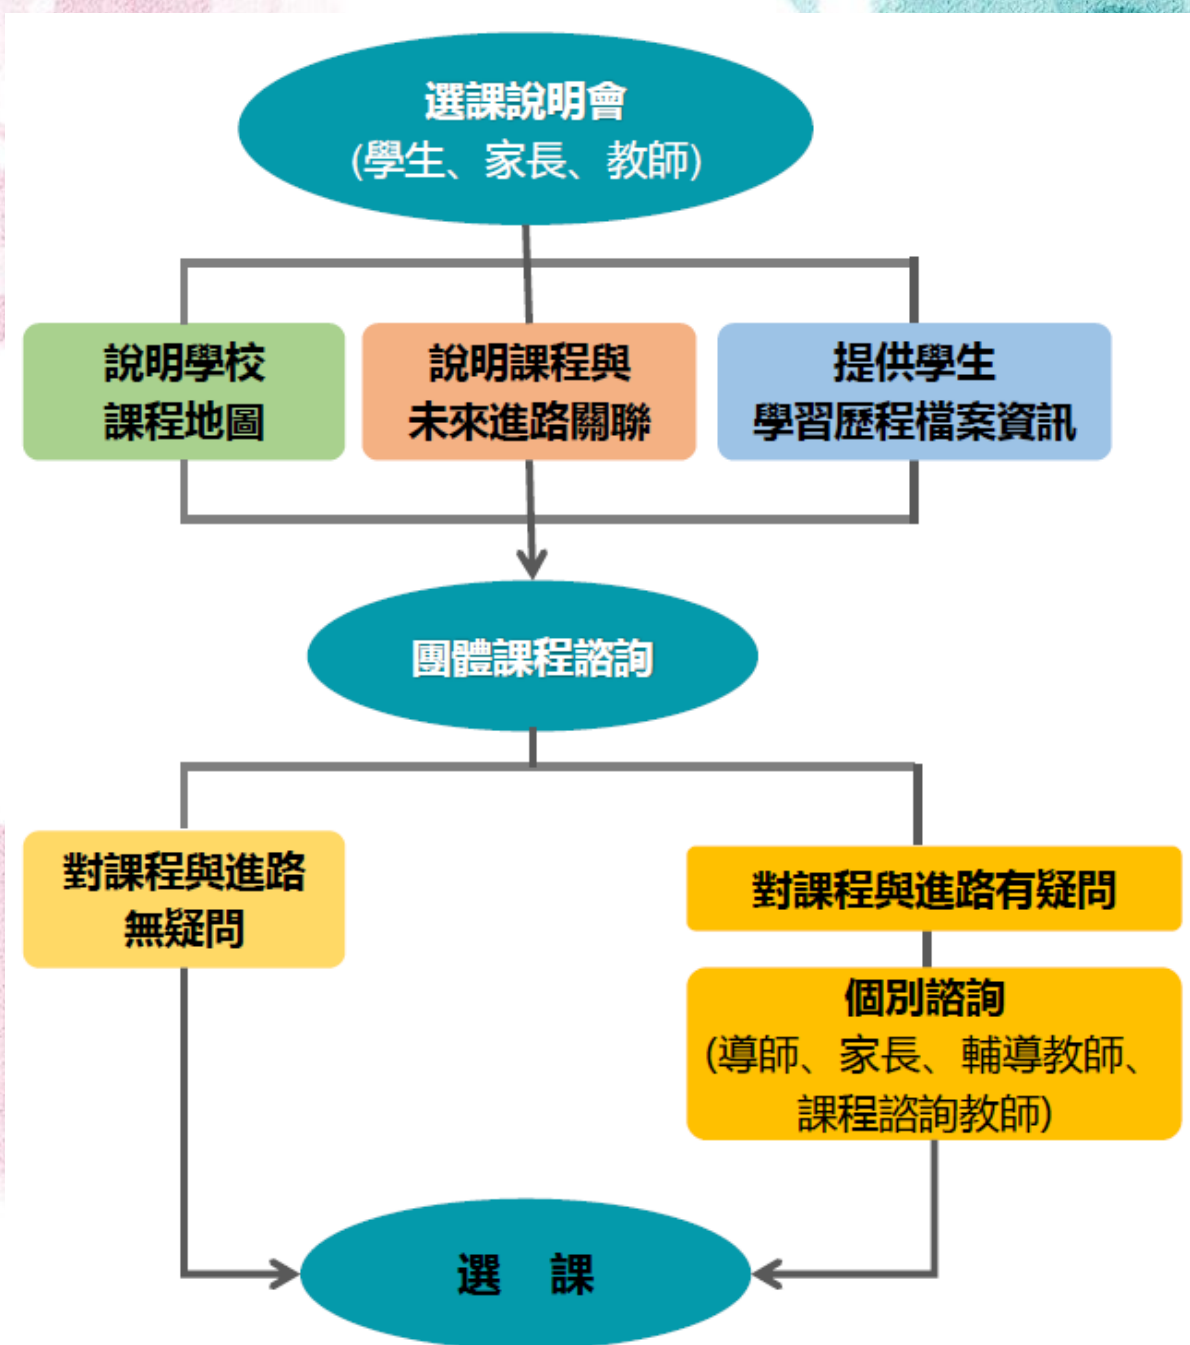 選課說明會
(學生、家長、教師)
說明學校
課程地圖
說明課程與
未來進路關聯
提供學生
學習歷程檔案資訊
團體課程諮詢
對課程與進路
無疑問
對課程與進路有疑問
個別諮詢
(導師、家長、輔導教師、
課程諮詢教師)
選 課